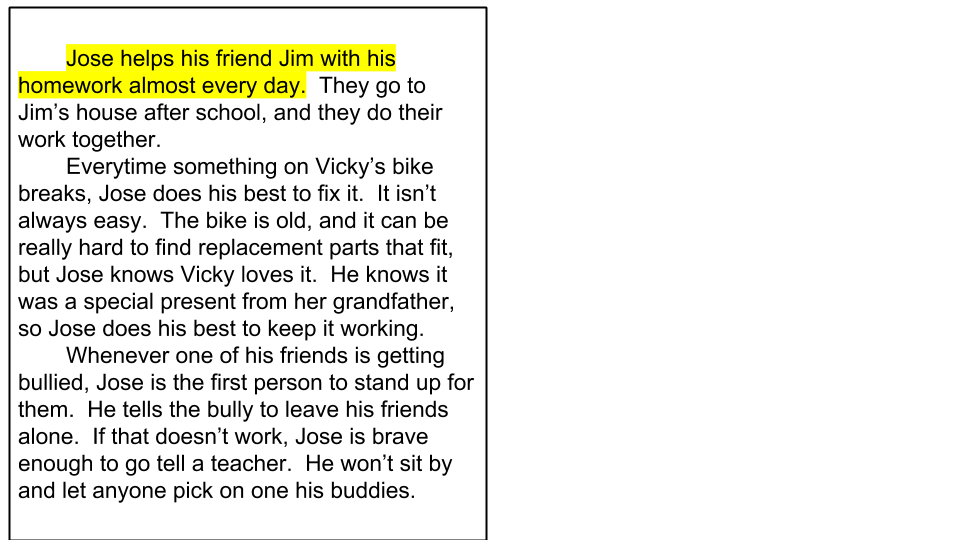 Jose helps his friend Jim with his
homework almost every day.  They go to
Jim's house after school, and they do their
work together.
Everytime something on Vicky's bike
breaks, Jose does his best to fix it.  It isn't
always easy.  The bike is old, and it can be
really hard to find replacement parts that fit,
but Jose knows Vicky loves it.  He knows it
was a special present from her grandfather,
so Jose does his best to keep it working.
Whenever one of his friends is getting
bullied, Jose is the first person to stand up for
them.  He tells the bully to leave his friends
alone.  If that doesn't work, Jose is brave
enough to go tell a teacher.  He won't sit by
and let anyone pick on one his buddies.